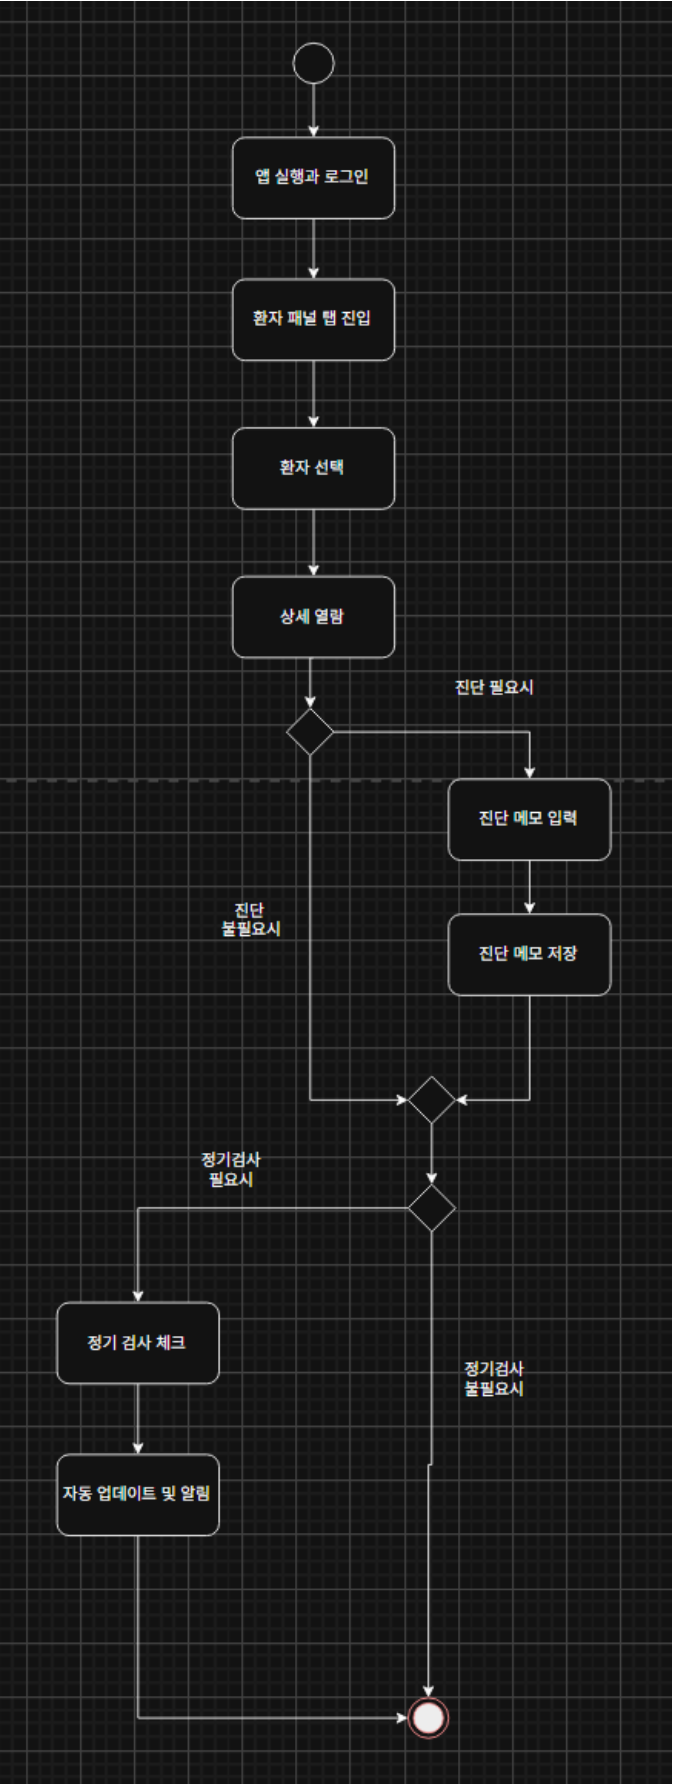 앱 실행과 로그인
환자 패널 탭 진입
환자 선택
상세 열람
진단 필요시
진단 메모 입력
진단
불필요시
진단 메모 저장
정기검사
필요시
정기 검사 체크
정기검사
불필요시
자동 업데이트 및 알림